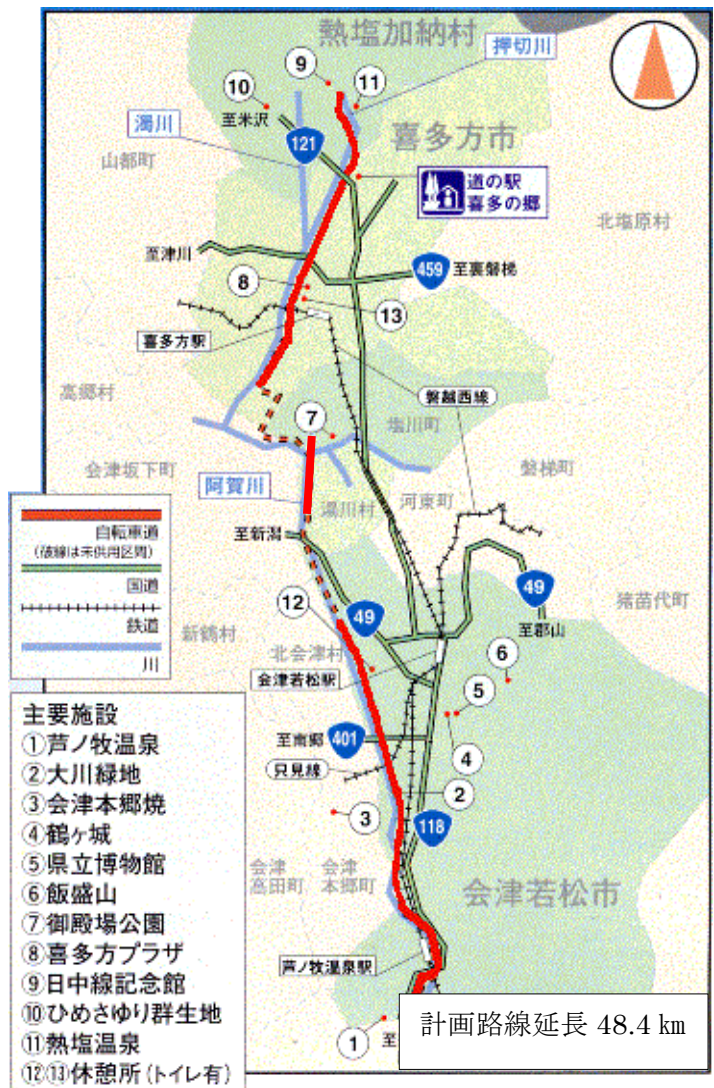 熱塩加納村
押切川
⑨
⑪
⑩
至米沢
濁川
121
喜多方市
山都町
道の駅
喜多の郷
北塩原村
至津川
459
至裏磐梯
⑧
⑬
喜多方駅
磐越西線
高郷村
⑦
塩川町
会津坂下町
磐梯町
阿賀川
湯川村
河東町
自転車道
(破線は未供用区間)
国道
鉄道
川
至新潟
49
49
猪苗代町
至郡山
⑫
新鶴村
北会津村
会津若松駅
⑥
⑤
④
至南郷
401
只見線
②
③
118
会津
高田町
会津
本郷町
会津若松市
芦ノ牧温泉駅
①
至
主要施設
①芦ノ牧温泉
②大川緑地
③会津本郷焼
④鶴ヶ城
⑤県立博物館
⑥飯盛山
⑦御殿場公園
⑧喜多方プラザ
⑨日中線記念館
⑩ひめさゆり群生地
⑪熱塩温泉
⑫⑬休憩所(トイレ有)
計画路線延長 48.4 ㎞